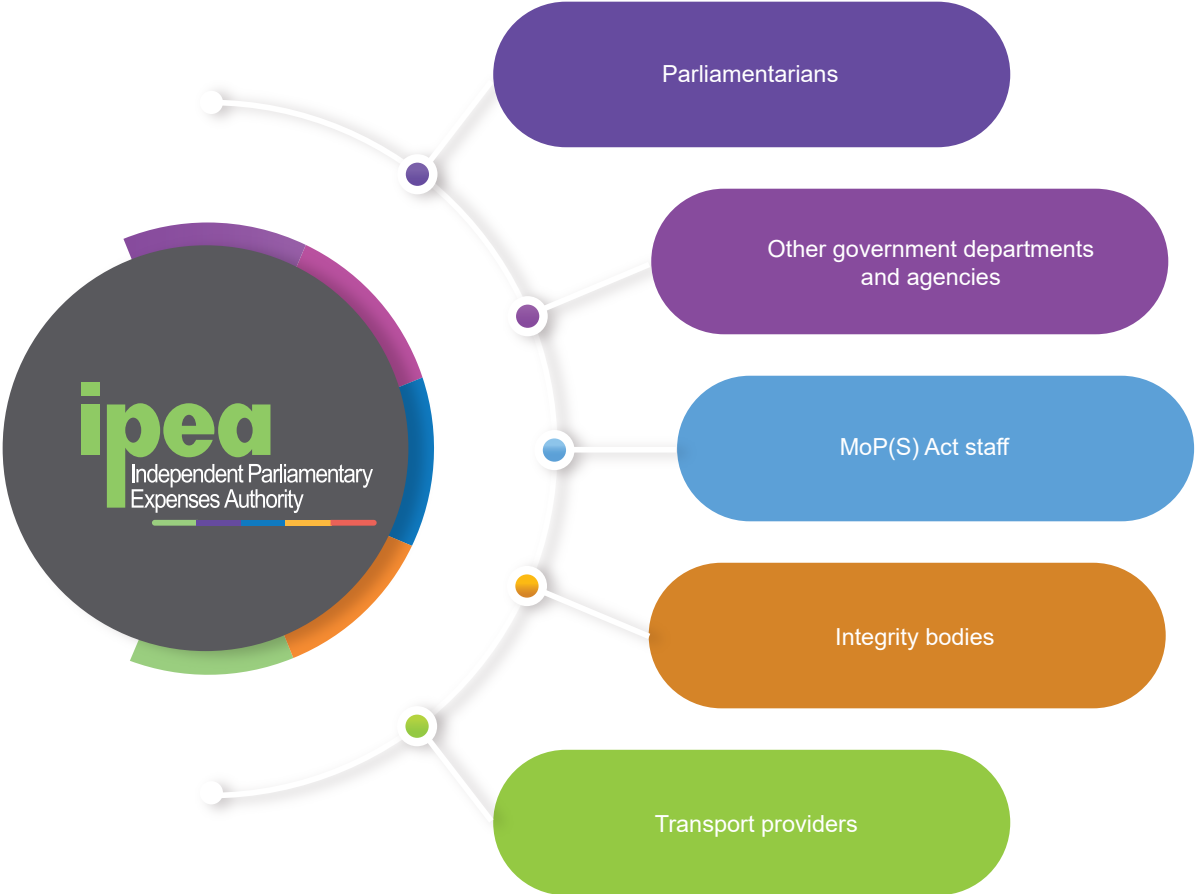 Parliamentarians
Other government departments
and agencies
ipea
Independent Parliamentary
Expenses Authority
MoP(S) Act staff
Integrity bodies
Transport providers